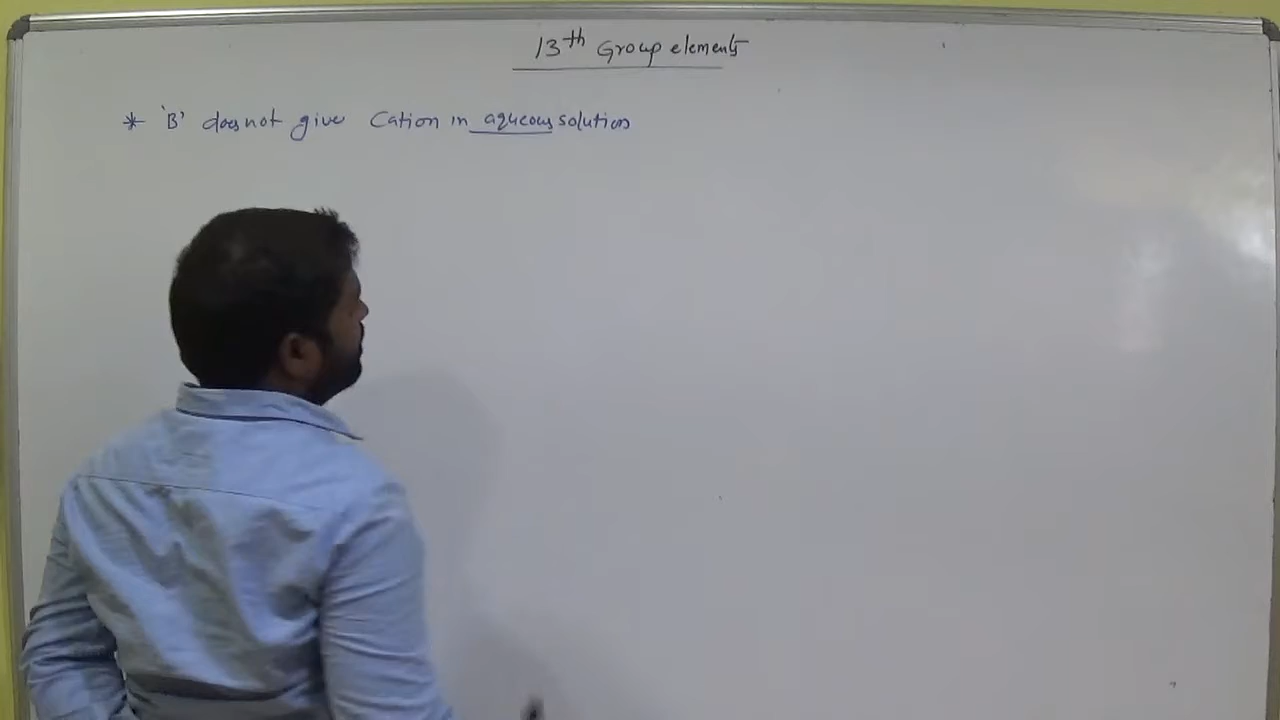 13th Group elements
* 'B' does not give Cation in aqueous solution